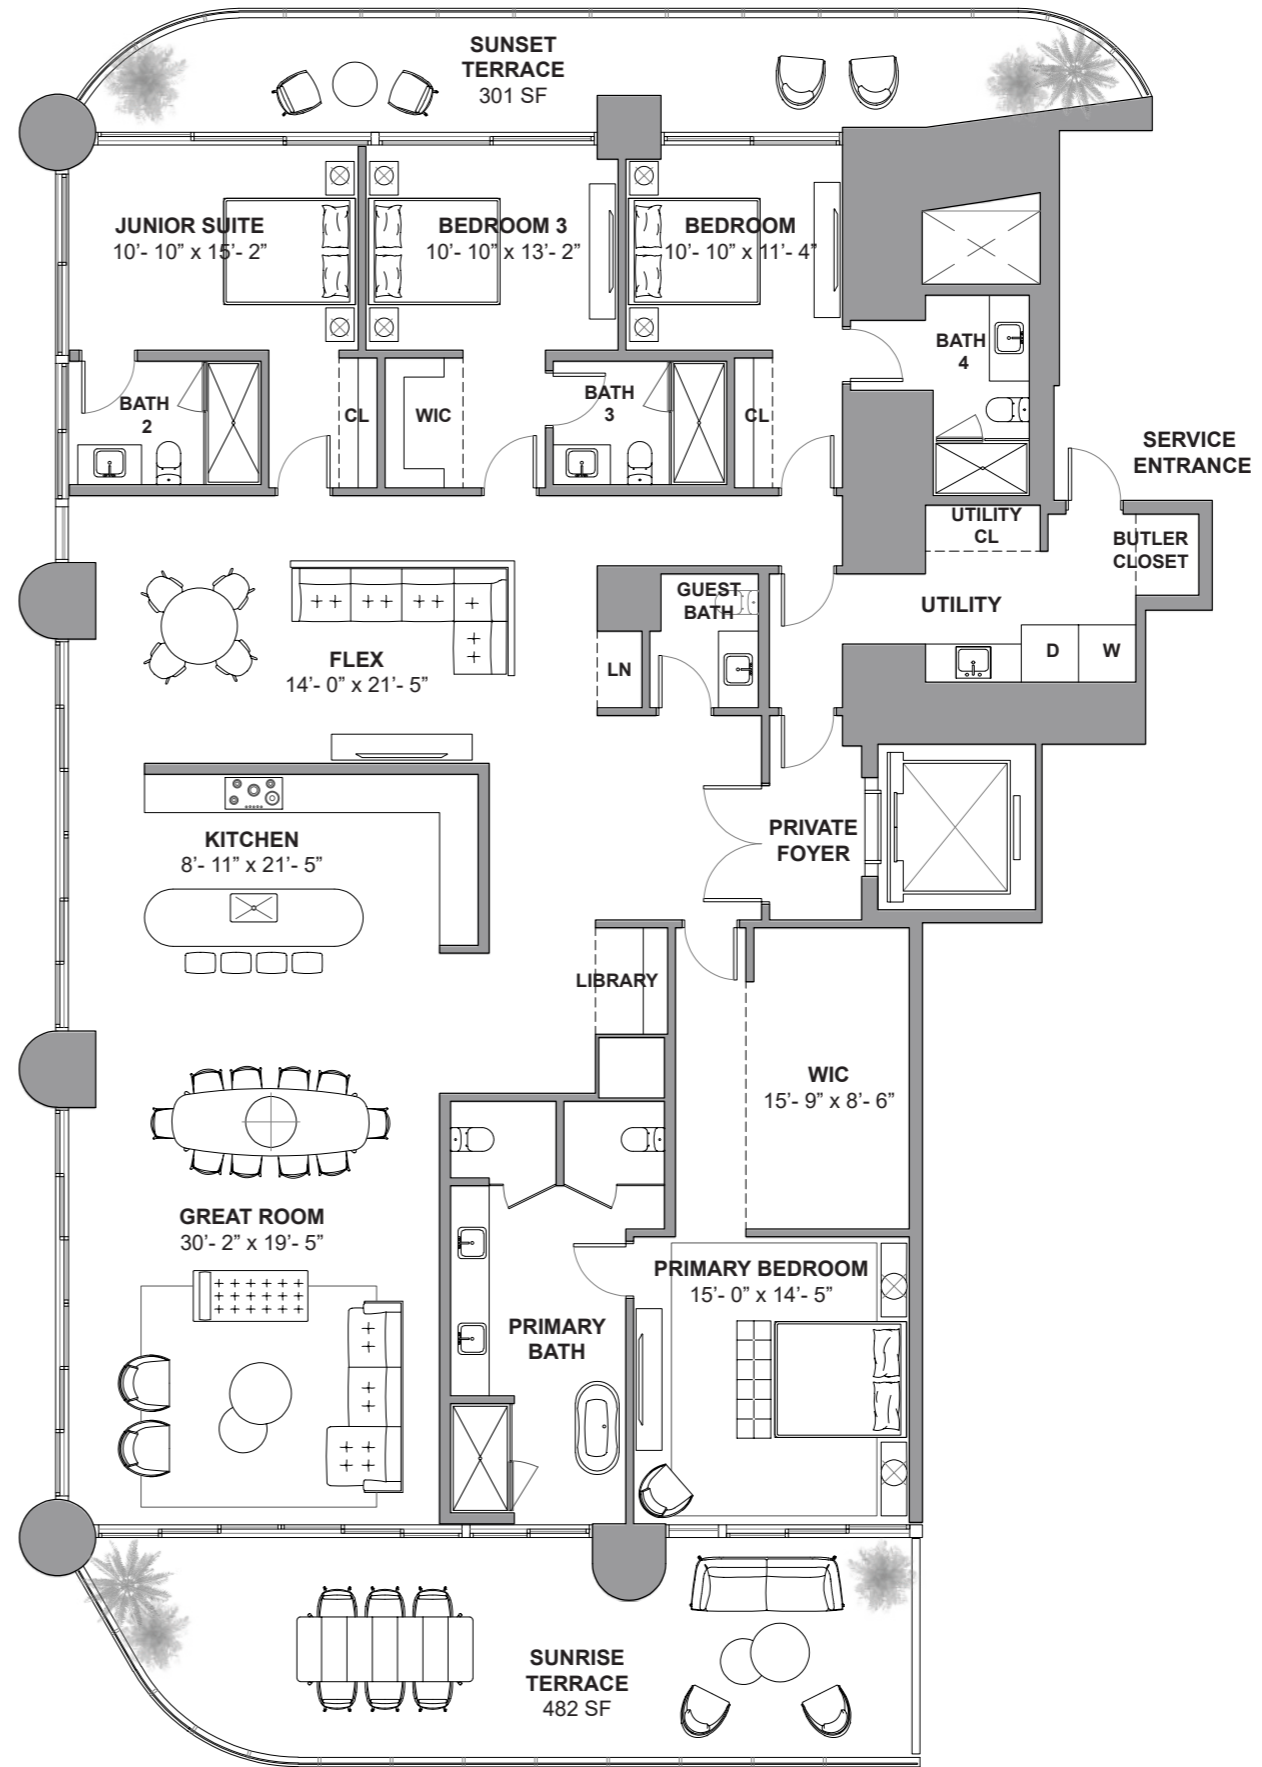 SUNSET
TERRACE
301 SF
JUNIOR SUITE
10’- 10” x 15’- 2”
BEDROOM 3
10’- 10” x 13’- 2”
BEDROOM
10’- 10” x 11’- 4”
BATH
2
CL
WIC
BATH
3
CL
BATH
4
SERVICE
ENTRANCE
UTILITY
CL
BUTLER
CLOSET
GUEST
BATH
UTILITY
FLEX
14’- 0” x 21’- 5”
LN
D
W
KITCHEN
8’- 11” x 21’- 5”
PRIVATE
FOYER
LIBRARY
WIC
15’- 9” x 8’- 6”
GREAT ROOM
30’- 2” x 19’- 5”
PRIMARY BEDROOM
15’- 0” x 14’- 5”
PRIMARY
BATH
SUNRISE
TERRACE
482 SF